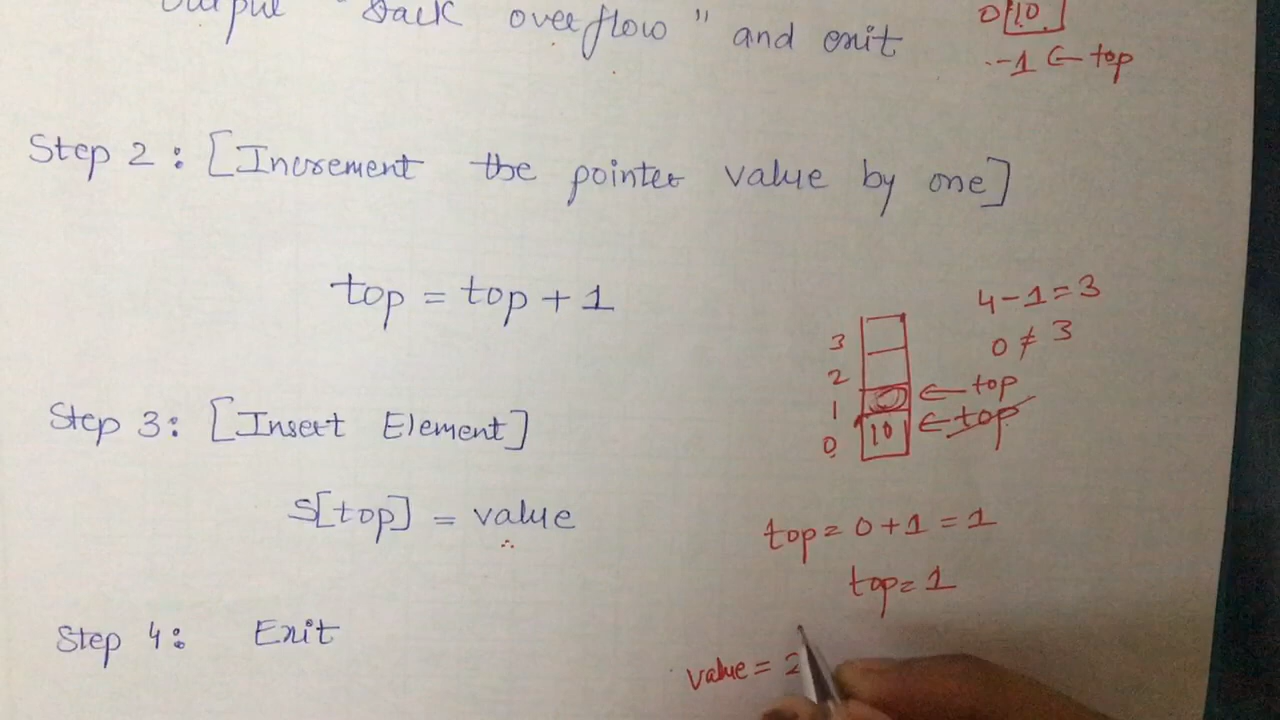 output "Stack overflow" and exit
0 10
-1 ← top
Step 2: [Increment the pointer value by one]
top = top + 1
4 - 1 = 3
0 ≠ 3
3
2
1 ← top
0 10 ← top
Step 3: [Insert Element]
S[top] = value
top = 0 + 1 = 1
top = 1
Step 4: Exit
value = 2